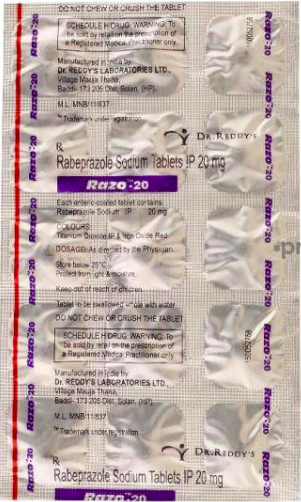 DO NOT CHEW OR CRUSH THE TABLET
SCHEDULE H DRUG. WARNING: To
be sold by retail on the prescription of
a Registered Medical Practitioner only.
Manufactured in India by
Dr. REDDY'S LABORATORIES LTD.,
Village Mauja Thana,
Baddi- 173 205 Dist. Solan, (HP).
M.L. MNB/11/837
™ Trademark under registration
DR. REDDY'S
Rx
Rabeprazole Sodium Tablets IP 20 mg
Razo™-20
Each enteric-coated tablet contains:
Rabeprazole Sodium IP 20 mg
COLOURS:
Titanium Dioxide IP & Iron Oxide Red
DOSAGE: As directed by the Physician.
Store below 25°C
Protect from light & moisture.
Keep out of reach of children.
Tablet to be swallowed whole with water
DO NOT CHEW OR CRUSH THE TABLET
SCHEDULE H DRUG. WARNING: To
be sold by retail on the prescription of
a Registered Medical Practitioner only.
Manufactured in India by
Dr. REDDY'S LABORATORIES LTD.,
Village Mauja Thana,
Baddi- 173 205 Dist. Solan, (HP).
M.L. MNB/11/837
™ Trademark under registration
DR. REDDY'S
Rx
Rabeprazole Sodium Tablets IP 20 mg
Razo™-20